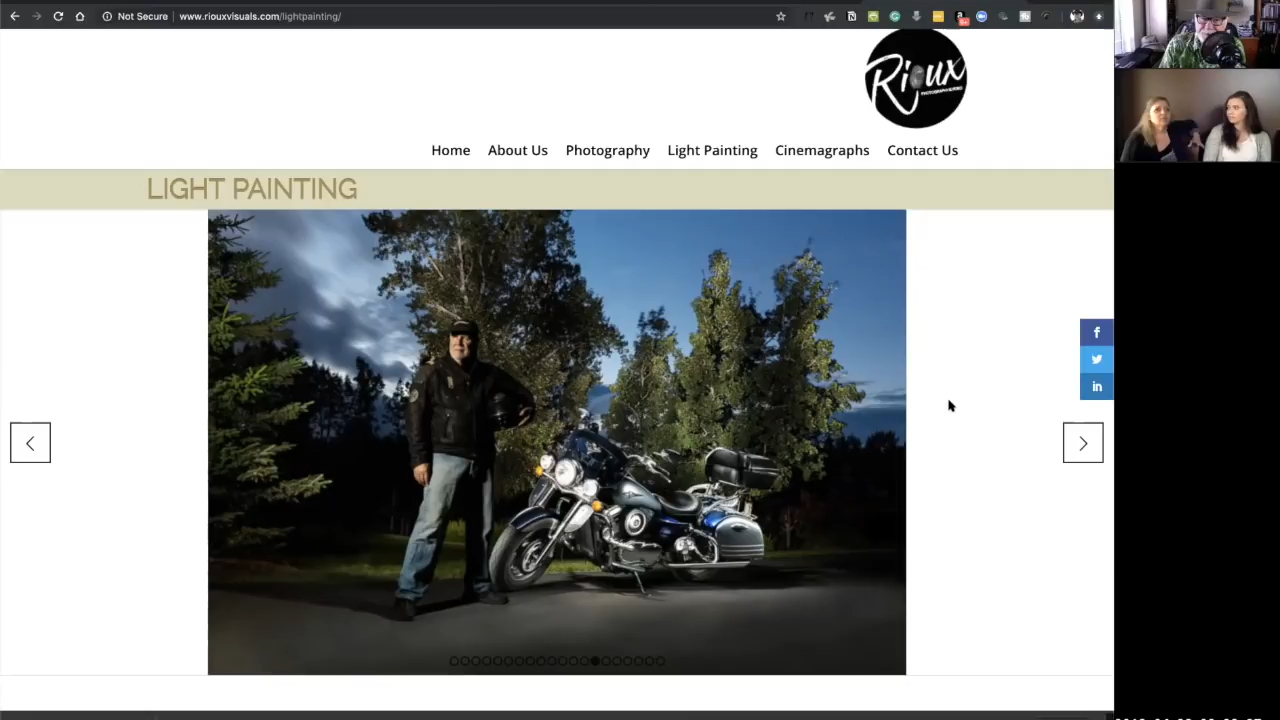 Not Secure www.riouxvisuals.com/lightpainting/
Rioux
Home About Us Photography Light Painting Cinemagraphs Contact Us
LIGHT PAINTING